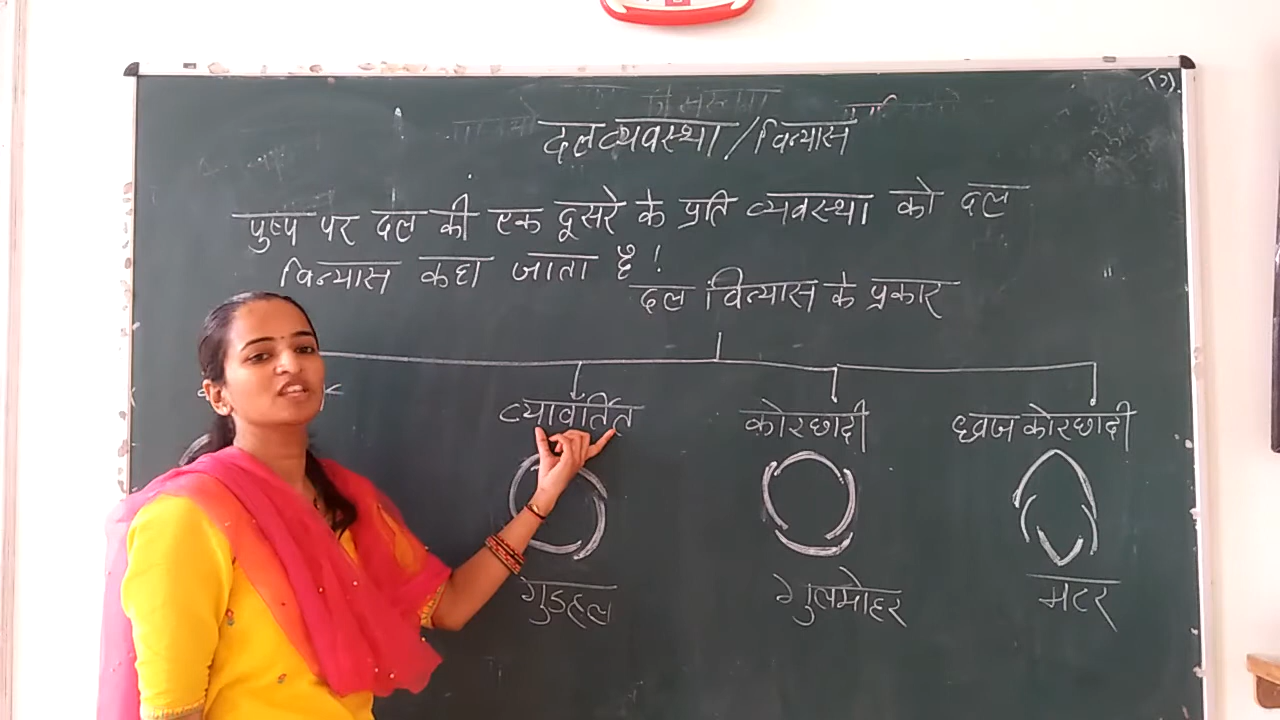 दलव्यवस्था/विन्यास
पुष्प पर दल की एक दूसरे के प्रति व्यवस्था को दल
विन्यास कहा जाता है!
दल विन्यास के प्रकार
व्यावर्तित कोरछादी ध्वज कोरछादी
गुडहल गुलमोहर मटर